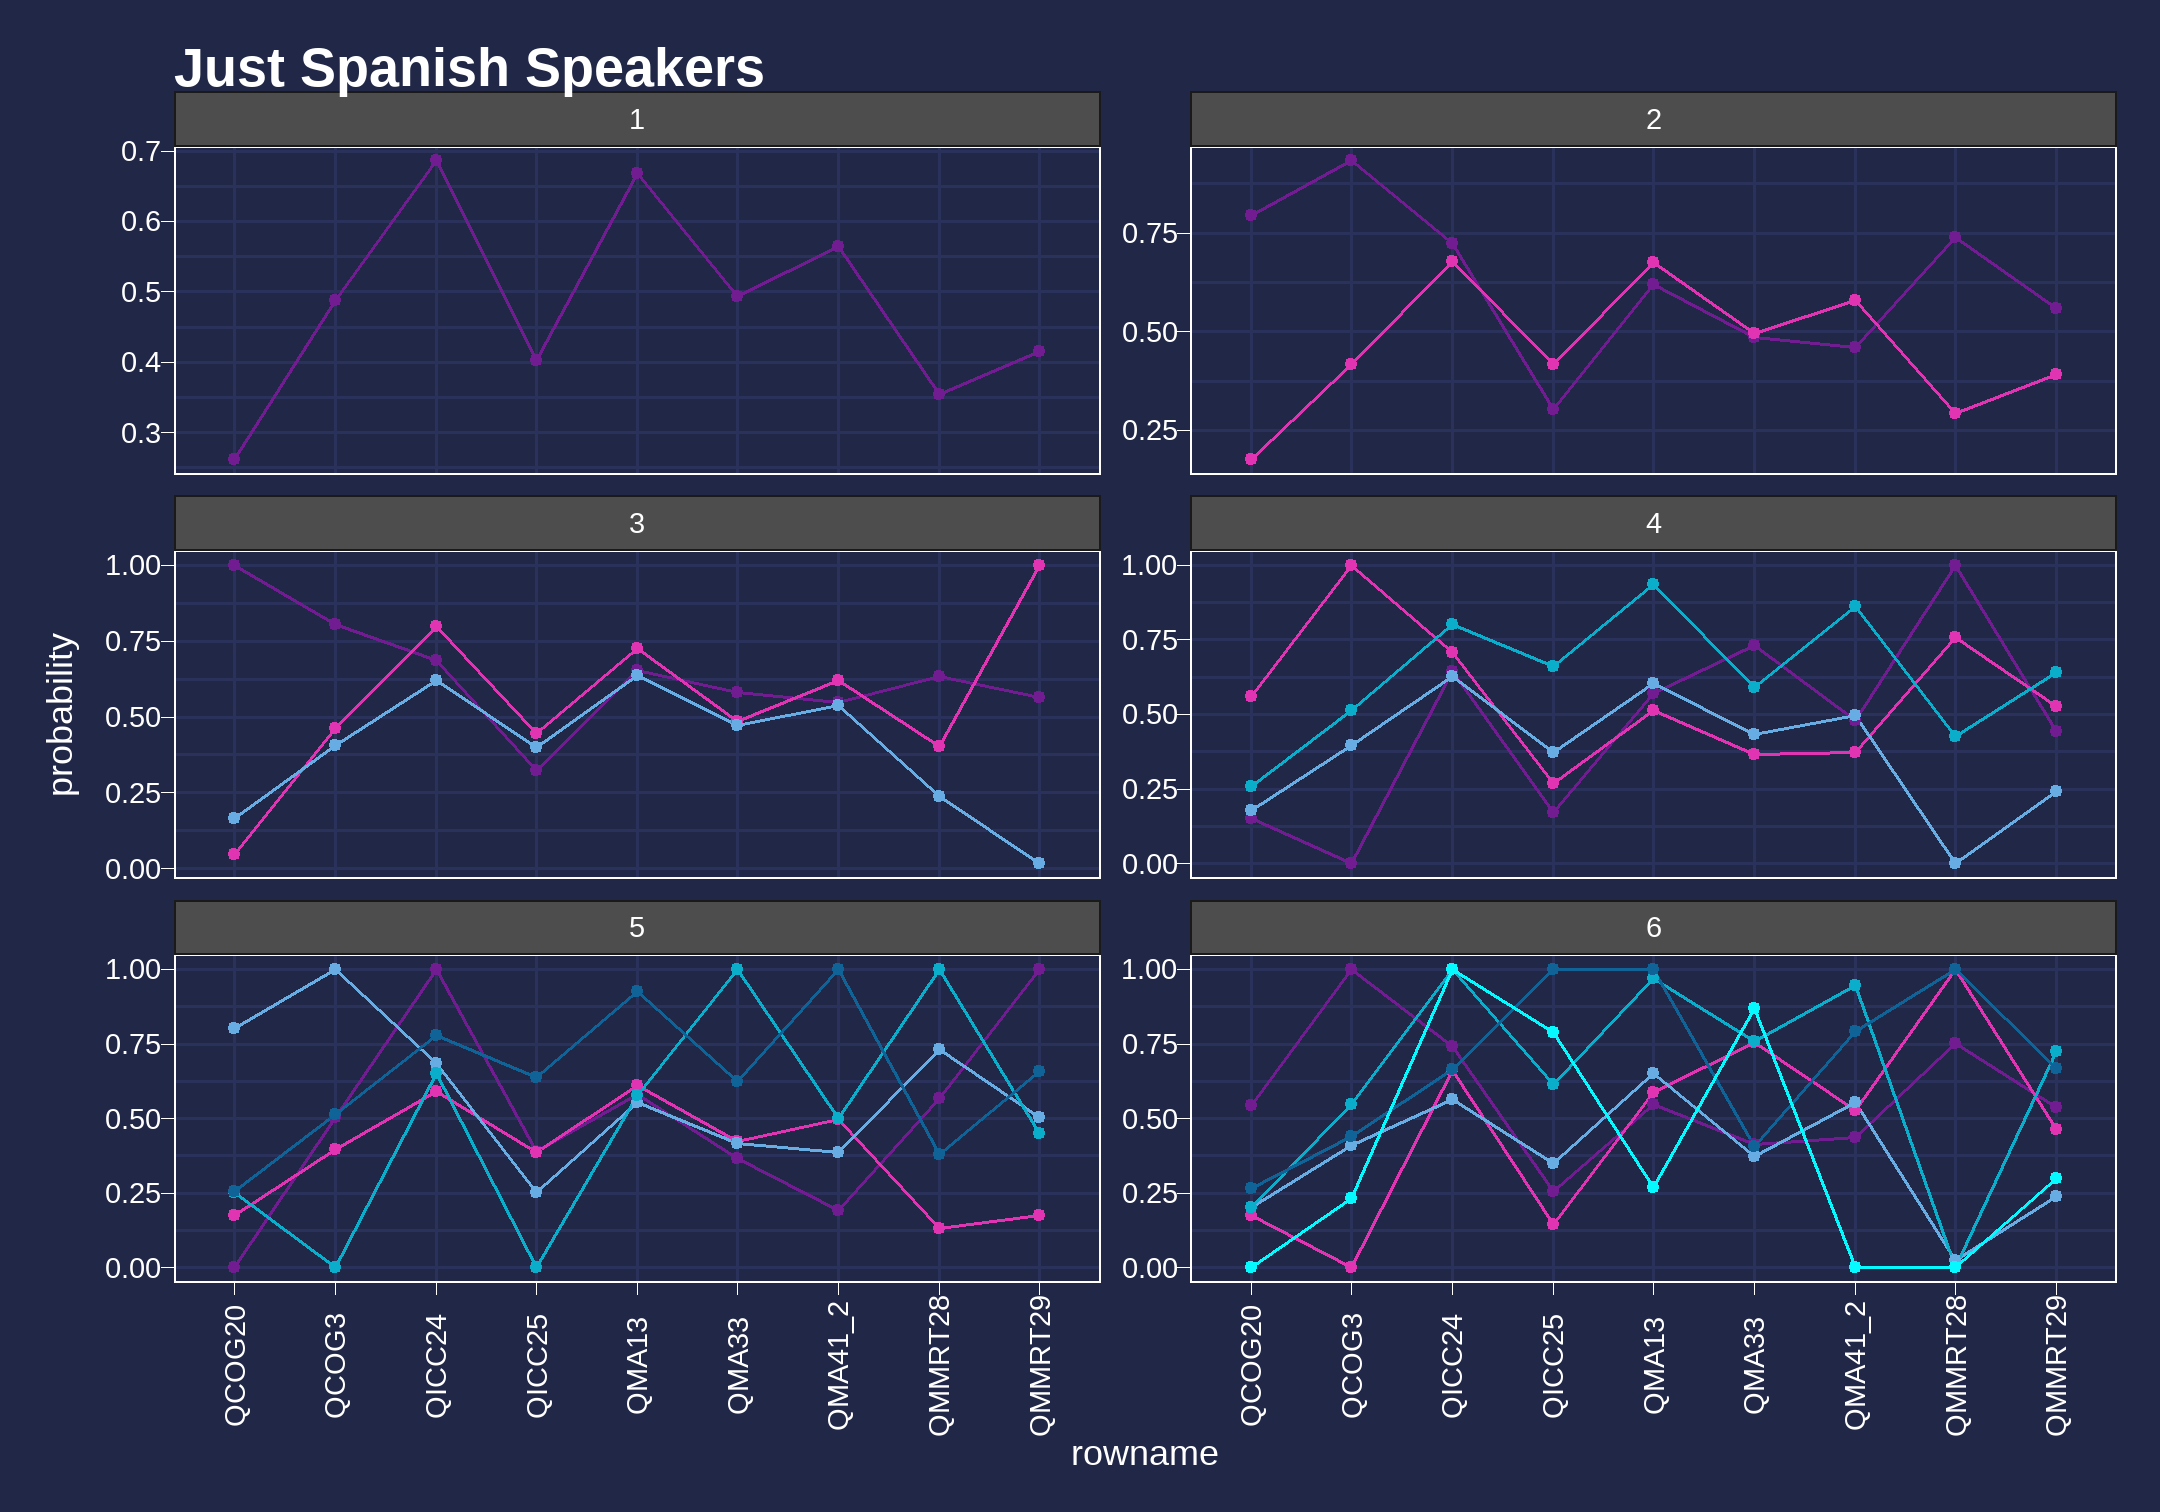 Just Spanish Speakers
1
2
0.7
0.6
0.5
0.4
0.3
0.75
0.50
0.25
3
4
1.00
0.75
0.50
0.25
0.00
1.00
0.75
0.50
0.25
0.00
probability
5
6
1.00
0.75
0.50
0.25
0.00
1.00
0.75
0.50
0.25
0.00
QCOG20
QCOG3
QICC24
QICC25
QMA13
QMA33
QMA41_2
QMMRT28
QMMRT29
QCOG20
QCOG3
QICC24
QICC25
QMA13
QMA33
QMA41_2
QMMRT28
QMMRT29
rowname